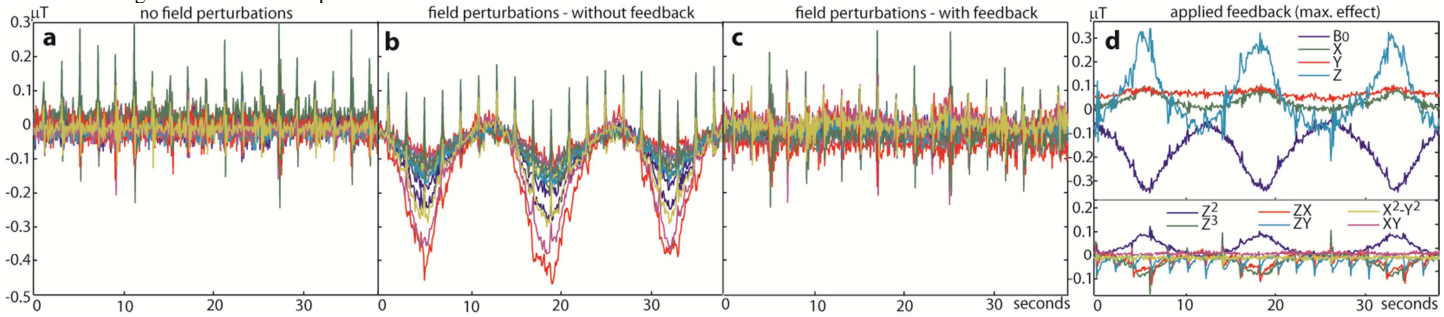 µT
no field perturbations
field perturbations - without feedback
field perturbations - with feedback
µT
applied feedback (max. effect)
a
b
c
d
0.3
0.2
0.1
0
-0.1
-0.2
-0.3
-0.4
-0.5
0
10
20
30
0
10
20
30
0
10
20
30
seconds
0.3
0.2
0.1
0
-0.1
0.2
0.3
B0
X
Y
Z
0.2
0.1
0
-0.1
Z²
Z³
ZX
ZY
X²-Y²
XY
0
10
20
30
seconds